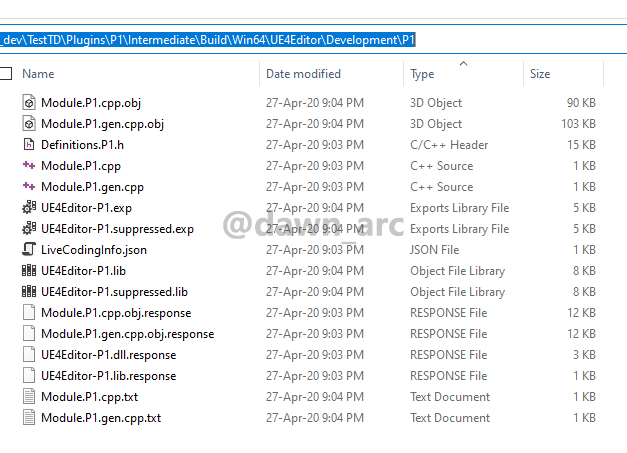 _dev\TestTD\Plugins\P1\Intermediate\Build\Win64\UE4Editor\Development\P1
Name Date modified Type Size
Module.P1.cpp.obj 27-Apr-20 9:04 PM 3D Object 90 KB
Module.P1.gen.cpp.obj 27-Apr-20 9:04 PM 3D Object 103 KB
Definitions.P1.h 27-Apr-20 9:03 PM C/C++ Header 15 KB
Module.P1.cpp 27-Apr-20 9:03 PM C++ Source 1 KB
Module.P1.gen.cpp 27-Apr-20 9:03 PM C++ Source 1 KB
UE4Editor-P1.exp 27-Apr-20 9:04 PM Exports Library File 5 KB
UE4Editor-P1.suppressed.exp 27-Apr-20 9:04 PM Exports Library File 5 KB
@dawn_arc
LiveCodingInfo.json 27-Apr-20 9:03 PM JSON File 1 KB
UE4Editor-P1.lib 27-Apr-20 9:04 PM Object File Library 8 KB
UE4Editor-P1.suppressed.lib 27-Apr-20 9:04 PM Object File Library 8 KB
Module.P1.cpp.obj.response 27-Apr-20 9:03 PM RESPONSE File 12 KB
Module.P1.gen.cpp.obj.response 27-Apr-20 9:03 PM RESPONSE File 12 KB
UE4Editor-P1.dll.response 27-Apr-20 9:03 PM RESPONSE File 3 KB
UE4Editor-P1.lib.response 27-Apr-20 9:03 PM RESPONSE File 1 KB
Module.P1.cpp.txt 27-Apr-20 9:04 PM Text Document 1 KB
Module.P1.gen.cpp.txt 27-Apr-20 9:04 PM Text Document 1 KB